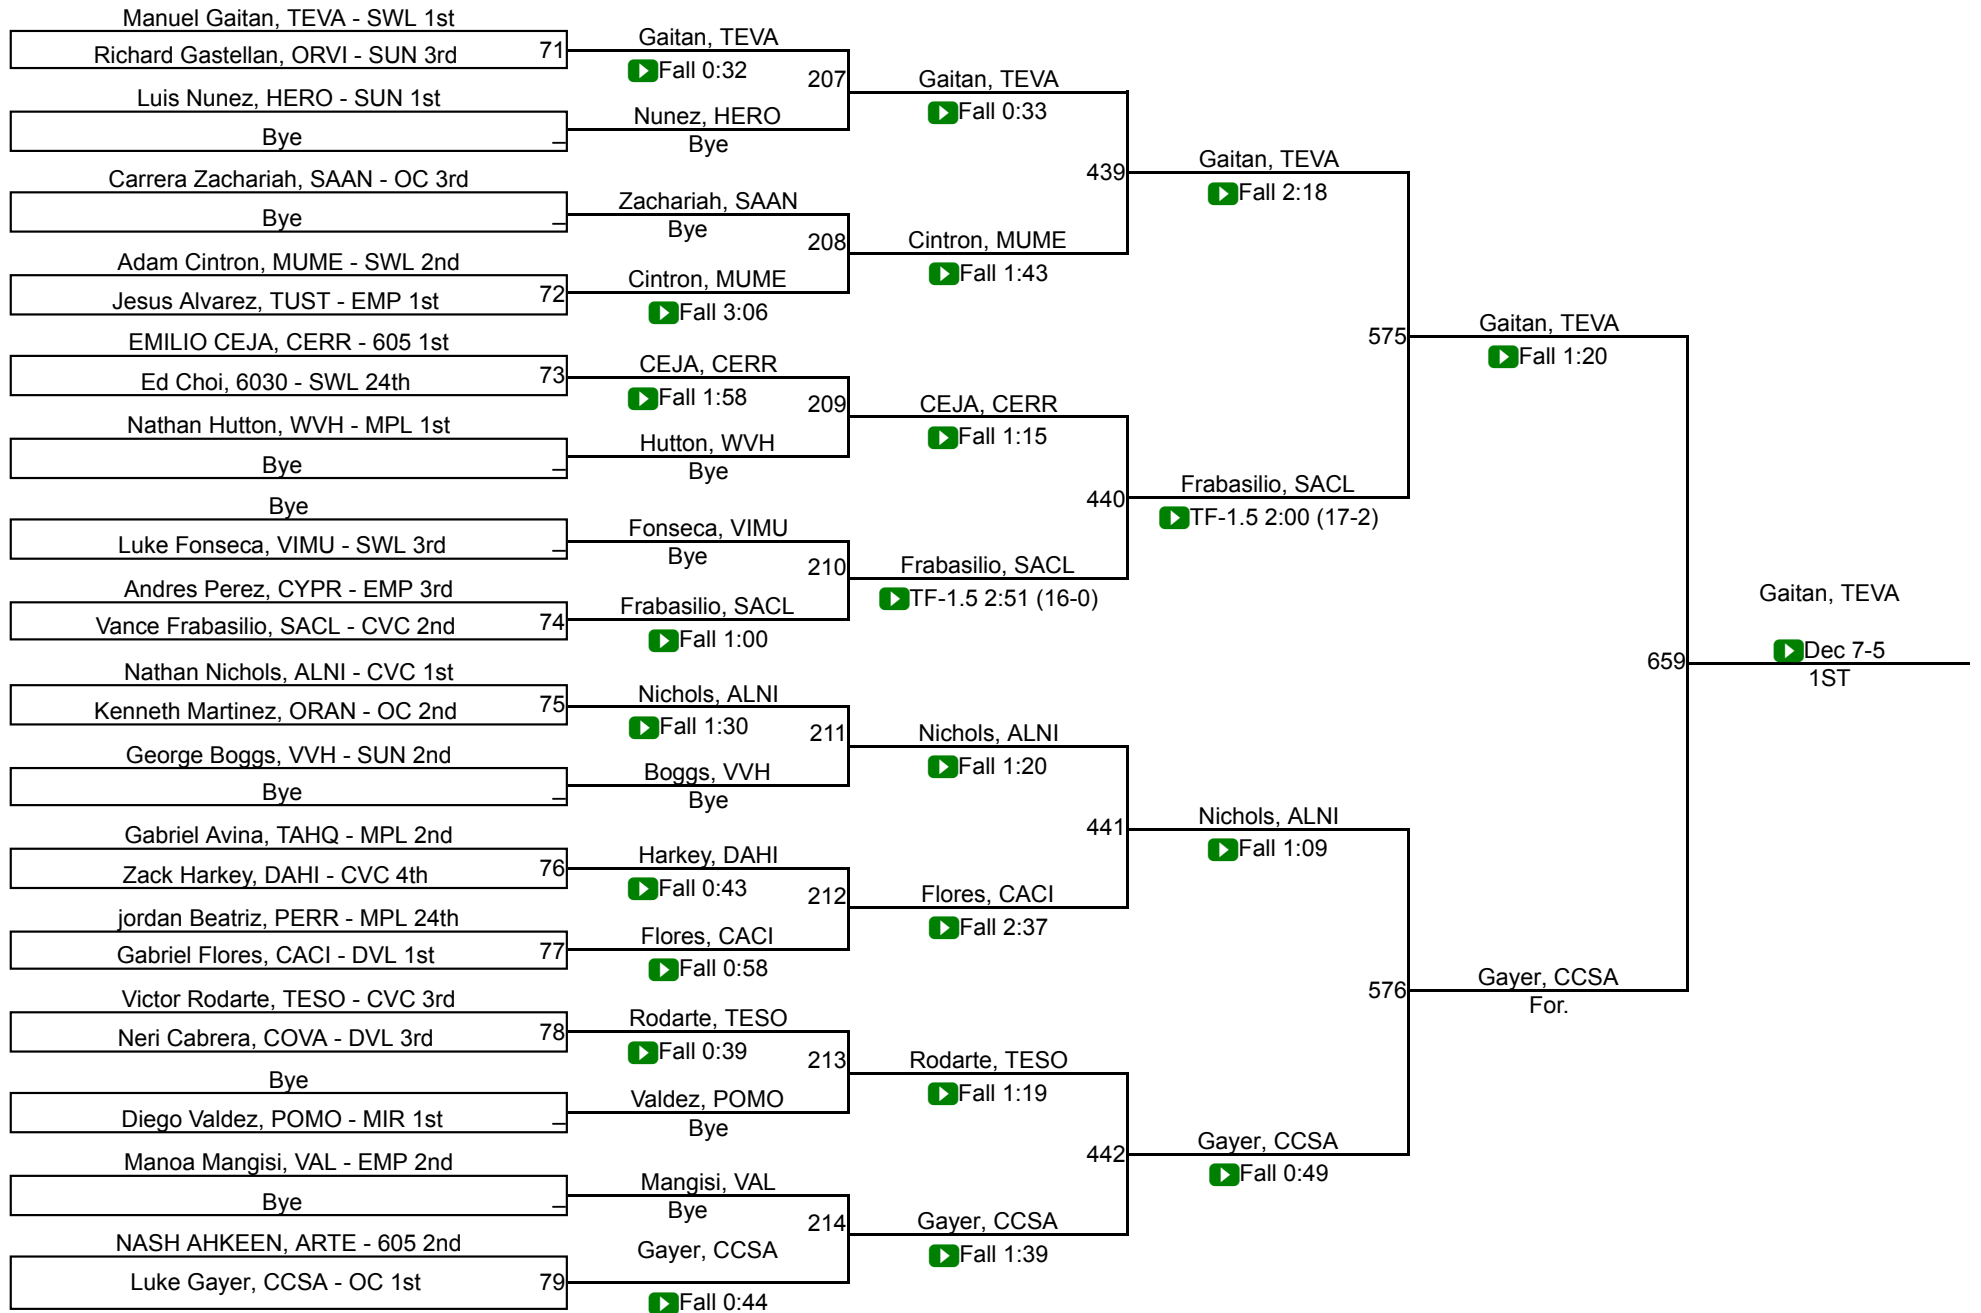 Manuel Gaitan, TEVA - SWL 1st
Richard Gastellan, ORVI - SUN 3rd
71
Luis Nunez, HERO - SUN 1st
Bye
Carrera Zachariah, SAAN - OC 3rd
Bye
Adam Cintron, MUME - SWL 2nd
Jesus Alvarez, TUST - EMP 1st
72
EMILIO CEJA, CERR - 605 1st
Ed Choi, 6030 - SWL 24th
73
Nathan Hutton, WVH - MPL 1st
Bye
Bye
Luke Fonseca, VIMU - SWL 3rd
Andres Perez, CYPR - EMP 3rd
Vance Frabasilio, SACL - CVC 2nd
74
Nathan Nichols, ALNI - CVC 1st
Kenneth Martinez, ORAN - OC 2nd
75
George Boggs, VVH - SUN 2nd
Bye
Gabriel Avina, TAHQ - MPL 2nd
Zack Harkey, DAHI - CVC 4th
76
jordan Beatriz, PERR - MPL 24th
Gabriel Flores, CACI - DVL 1st
77
Victor Rodarte, TESO - CVC 3rd
Neri Cabrera, COVA - DVL 3rd
78
Bye
Diego Valdez, POMO - MIR 1st
Manoa Mangisi, VAL - EMP 2nd
Bye
NASH AHKEEN, ARTE - 605 2nd
Luke Gayer, CCSA - OC 1st
79
Gaitan, TEVA
Fall 0:32
207
Nunez, HERO
Bye
Zachariah, SAAN
Bye
208
Cintron, MUME
Fall 3:06
CEJA, CERR
Fall 1:58
209
Hutton, WVH
Bye
Fonseca, VIMU
Bye
210
Frabasilio, SACL
Fall 1:00
Nichols, ALNI
Fall 1:30
211
Boggs, VVH
Bye
Harkey, DAHI
Fall 0:43
212
Flores, CACI
Fall 0:58
Rodarte, TESO
Fall 0:39
213
Valdez, POMO
Bye
Mangisi, VAL
Bye
214
Gayer, CCSA
Fall 0:44
Gaitan, TEVA
Fall 0:33
439
Cintron, MUME
Fall 1:43
CEJA, CERR
Fall 1:15
440
Frabasilio, SACL
TF-1.5 2:51 (16-0)
Nichols, ALNI
Fall 1:20
441
Flores, CACI
Fall 2:37
Rodarte, TESO
Fall 1:19
442
Gayer, CCSA
Fall 1:39
Gaitan, TEVA
Fall 2:18
575
Frabasilio, SACL
TF-1.5 2:00 (17-2)
Nichols, ALNI
Fall 1:09
576
Gayer, CCSA
Fall 0:49
Gaitan, TEVA
Fall 1:20
659
Gayer, CCSA
For.
Gaitan, TEVA
Dec 7-5
1ST